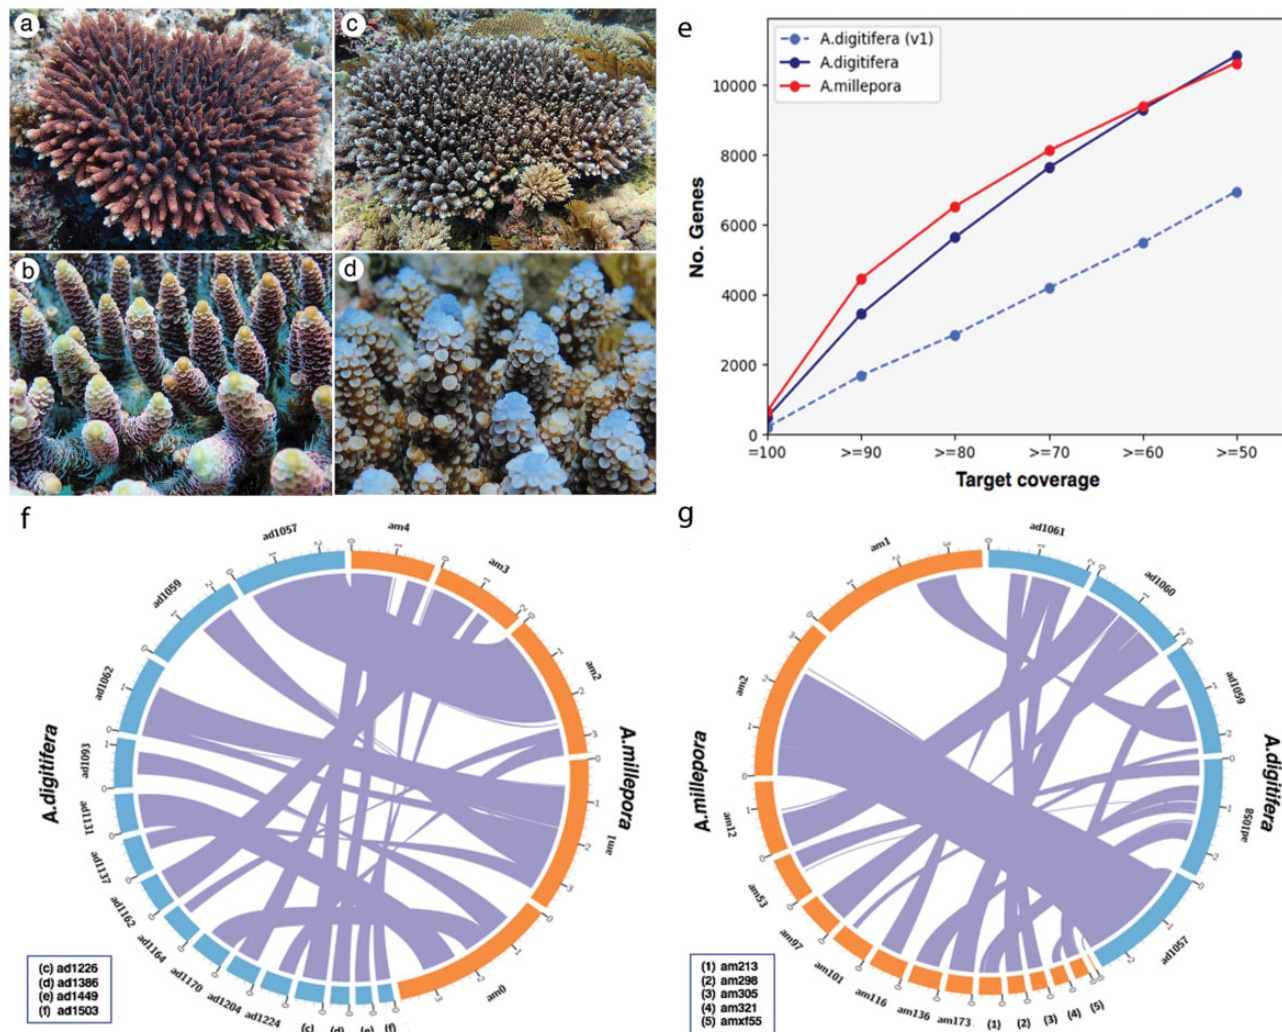 a
c
b
d
e
A.digitifera (v1)
A.digitifera
A.millepora
No. Genes
10000
8000
6000
4000
2000
0
=100 >=90 >=80 >=70 >=60 >=50
Target coverage
f
A.digitifera
A.millepora
ad1057
am4
am3
am2
am1
am0
ad1059
ad1062
ad1093
ad1131
ad1137
ad1162
ad1164
ad1170
ad1204
ad1224
(c)
(d)
(e)
(f)
(c) ad1226
(d) ad1386
(e) ad1449
(f) ad1503
g
A.millepora
A.digitifera
am1
ad1061
ad1060
ad1059
ad1058
ad1057
am2
am12
am53
am97
am101
am116
am136
am173
(1)
(2)
(3)
(4)
(5)
(1) am213
(2) am298
(3) am305
(4) am321
(5) amxf55